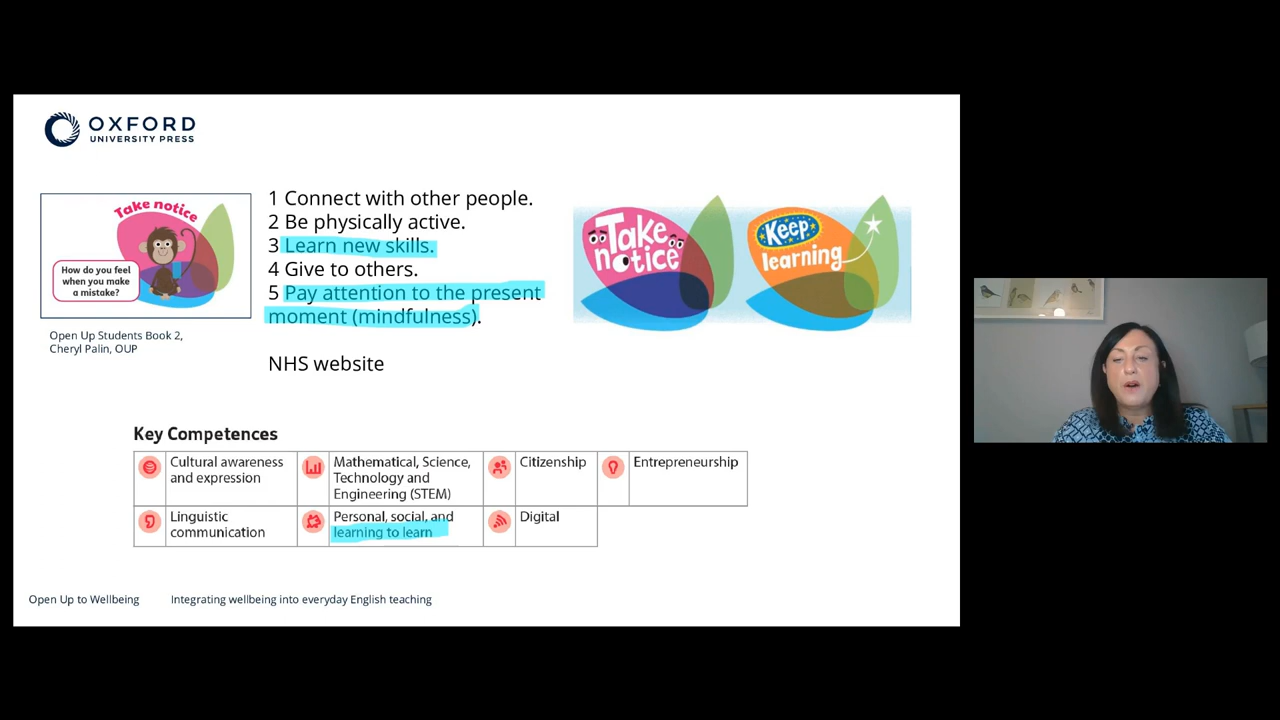 OXFORD
UNIVERSITY PRESS
Take notice
How do you feel
when you make
a mistake?
Open Up Students Book 2,
Cheryl Palin, OUP
1 Connect with other people.
2 Be physically active.
3 Learn new skills.
4 Give to others.
5 Pay attention to the present
moment (mindfulness).
NHS website
Take
notice
Keep
learning
Key Competences
Cultural awareness
and expression
Mathematical, Science,
Technology and
Engineering (STEM)
Citizenship
Entrepreneurship
Linguistic
communication
Personal, social, and
learning to learn
Digital
Open Up to Wellbeing
Integrating wellbeing into everyday English teaching